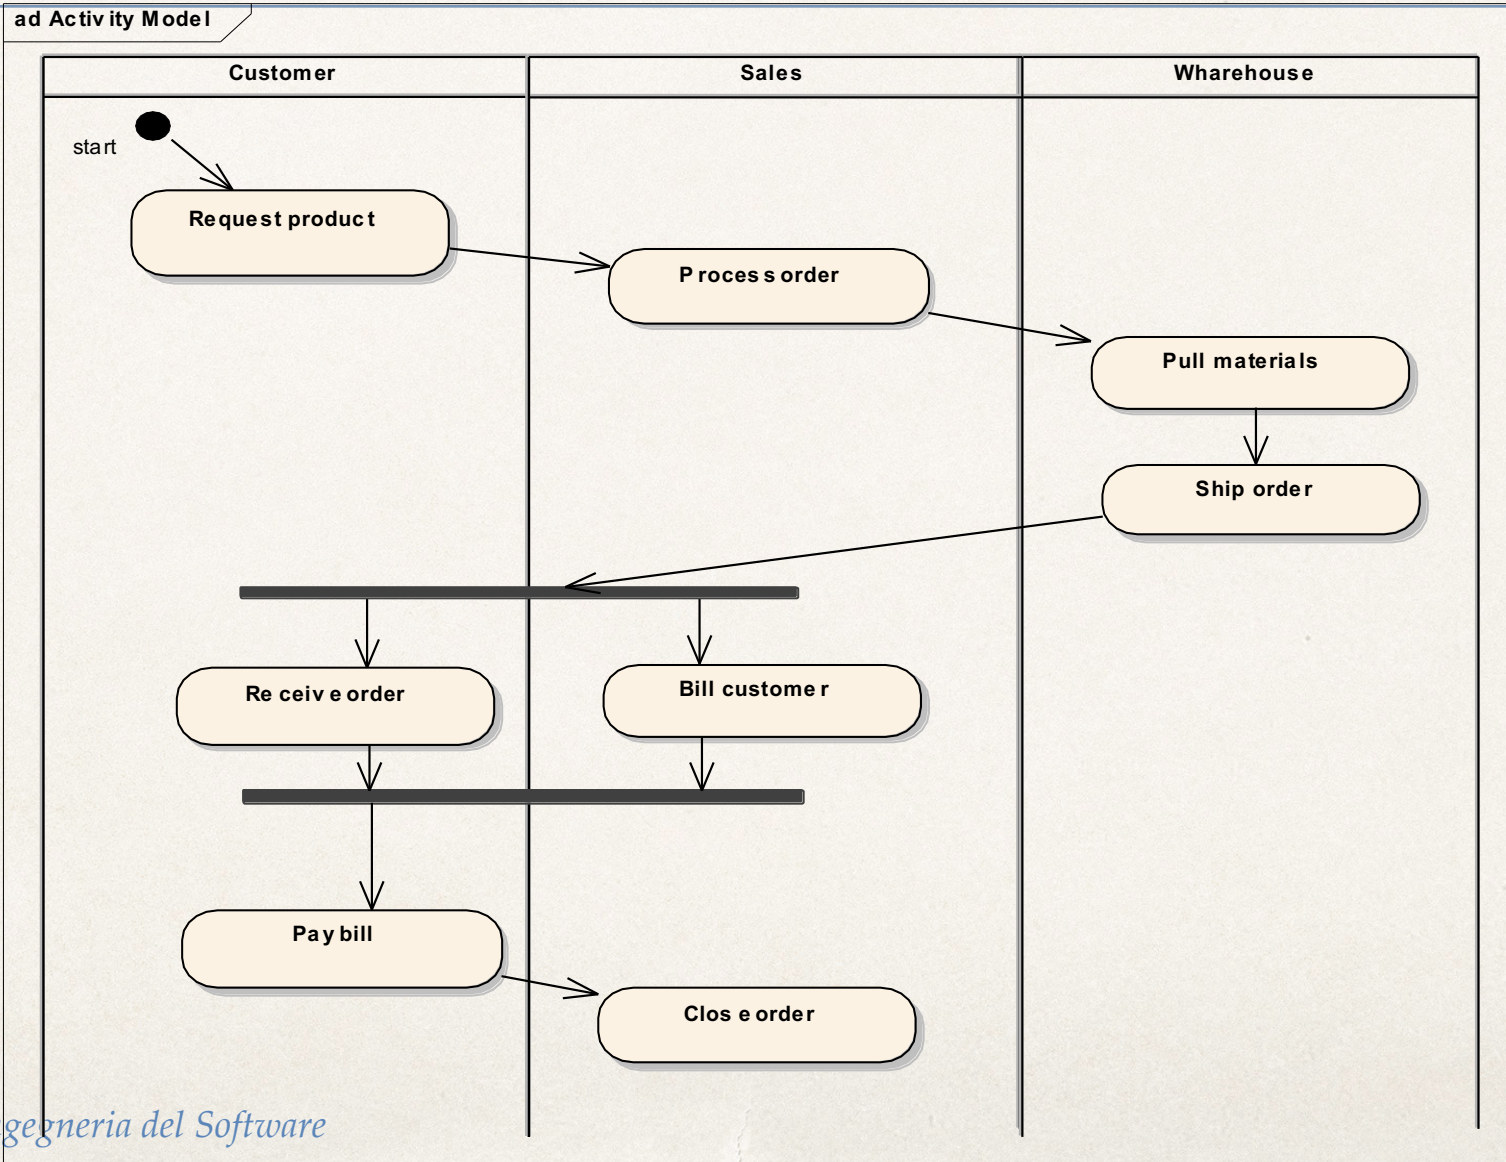 ad Activity Model
Customer
Sales
Wharehouse
start
Request product
Process order
Pull materials
Ship order
Receive order
Bill customer
Pay bill
Close order
gegneria del Software